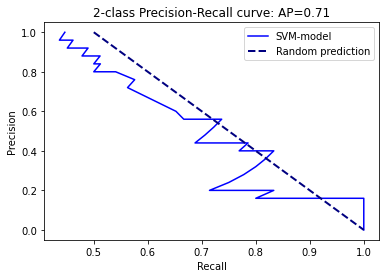 2-class Precision-Recall curve: AP=0.71
SVM-model
Random prediction
Precision
1.0
0.8
0.6
0.4
0.2
0.0
0.5
0.6
0.7
0.8
0.9
1.0
Recall